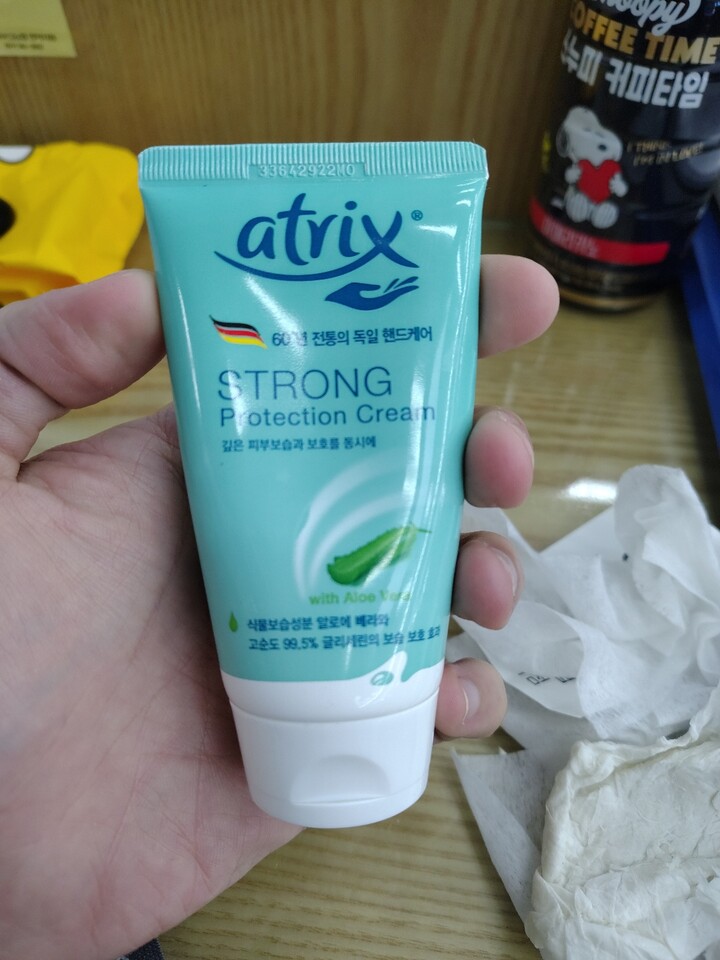 Snoopy
COFFEE TIME
스누피 커피타임
33642922MO
atrix®
60년 전통의 독일 핸드케어
STRONG
Protection Cream
깊은 피부보습과 보호를 동시에
with Aloe Vera
식물보습성분 알로에 베라와
고순도 99.5% 글리세린의 보습 보호 효과